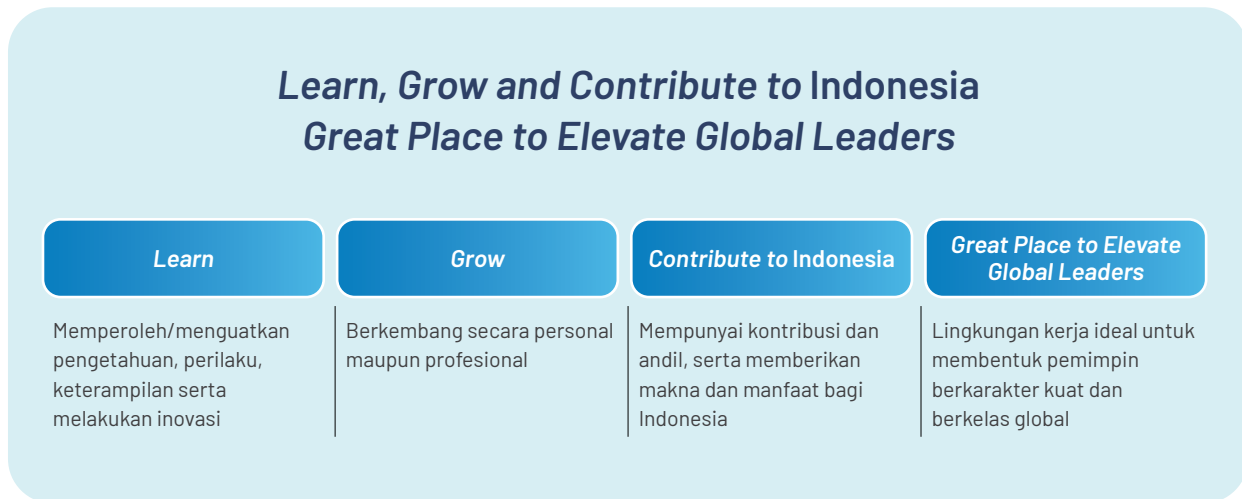 Learn, Grow and Contribute to Indonesia
Great Place to Elevate Global Leaders
Learn
Memperoleh/menguatkan
pengetahuan, perilaku,
keterampilan serta
melakukan inovasi
Grow
Berkembang secara personal
maupun profesional
Contribute to Indonesia
Mempunyai kontribusi dan
andil, serta memberikan
makna dan manfaat bagi
Indonesia
Great Place to Elevate
Global Leaders
Lingkungan kerja ideal untuk
membentuk pemimpin
berkarakter kuat dan
berkelas global